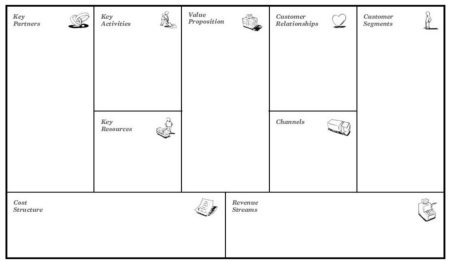 Key
Partners
Key
Activities
Value
Proposition
Customer
Relationships
Customer
Segments
Key
Resources
Channels
Cost
Structure
Revenue
Streams